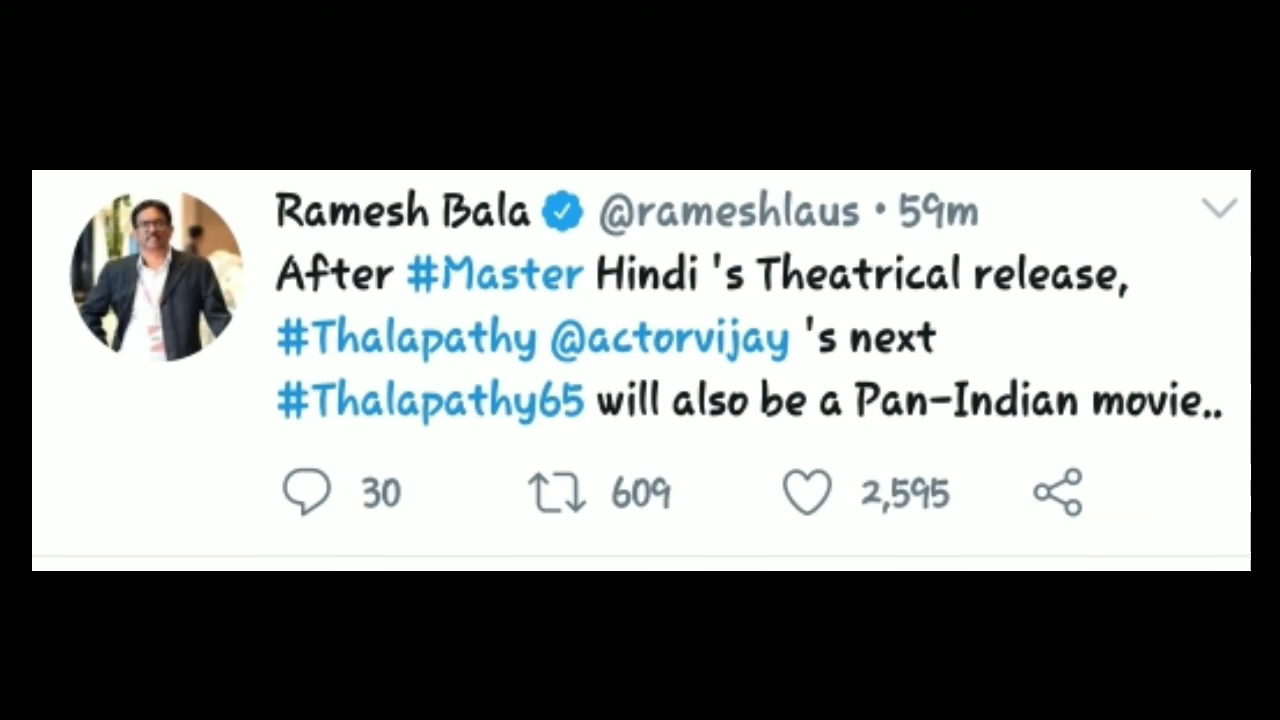 Ramesh Bala @rameshlaus • 59m
After #Master Hindi 's Theatrical release,
#Thalapathy @actorvijay 's next
#Thalapathy65 will also be a Pan-Indian movie..
30 609 2,595